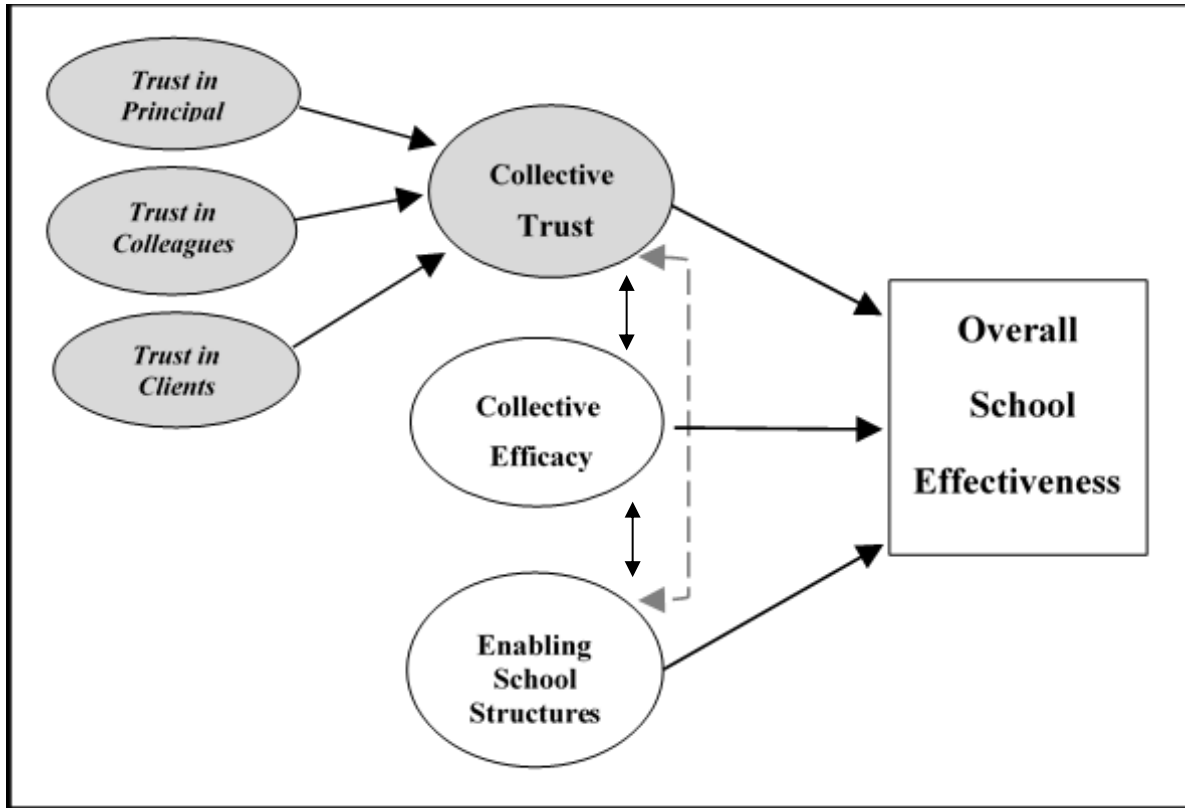 Trust in
Principal
Trust in
Colleagues
Trust in
Clients
Collective
Trust
Collective
Efficacy
Enabling
School
Structures
Overall
School
Effectiveness